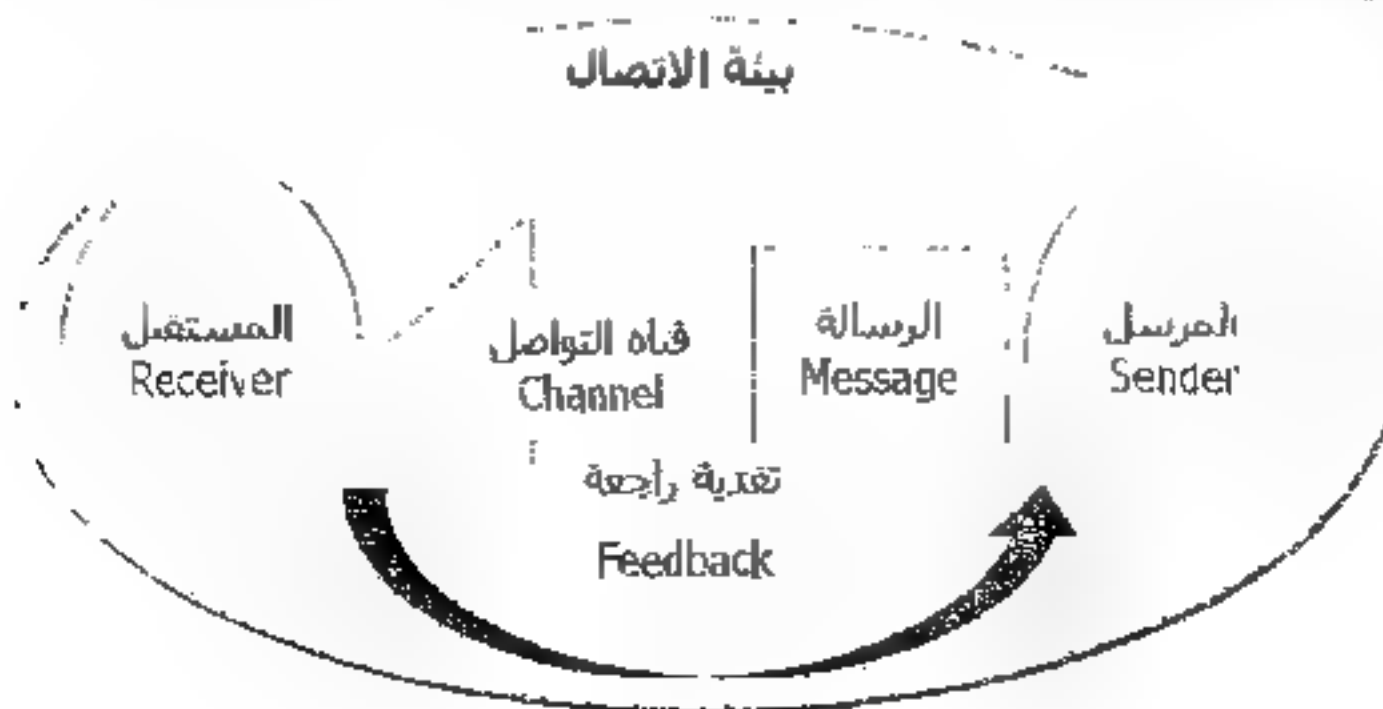 بيئة الاتصال
المرسل
Sender
الرسالة
Message
قناة التواصل
Channel
المستقبل
Receiver
تغذية راجعة
Feedback